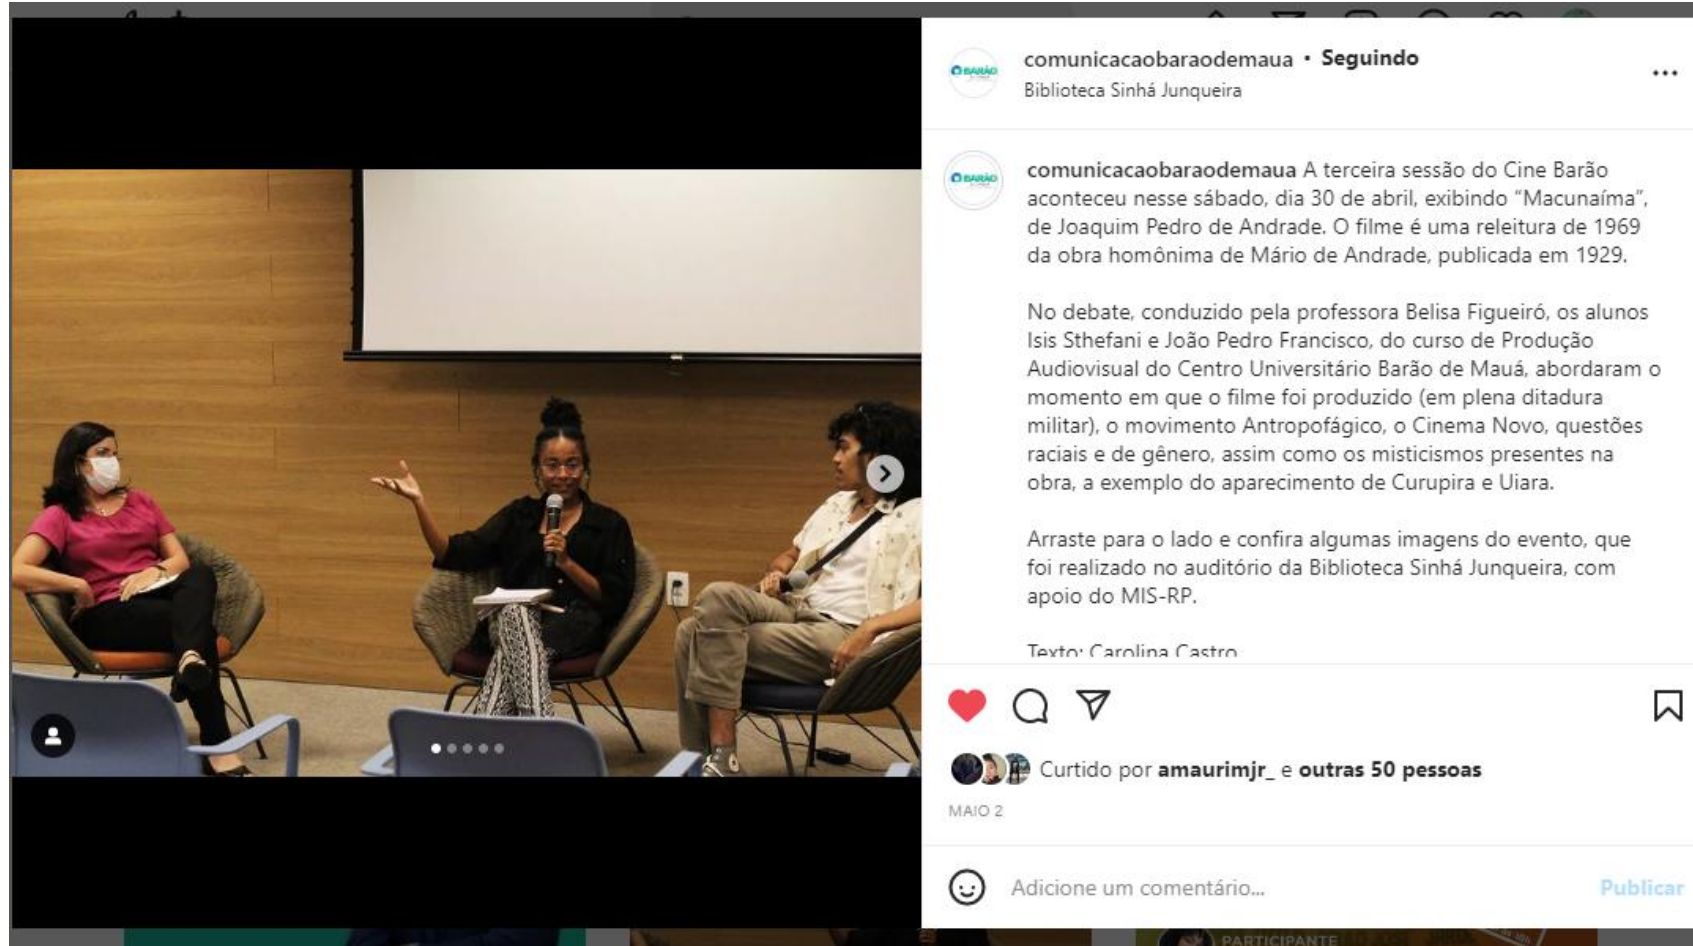 comunicacaobaraodemaua • Seguindo
Biblioteca Sinhá Junqueira
BARÃO
BARÃO
comunicacaobaraodemaua A terceira sessão do Cine Barão
aconteceu nesse sábado, dia 30 de abril, exibindo “Macunaíma”,
de Joaquim Pedro de Andrade. O filme é uma releitura de 1969
da obra homônima de Mário de Andrade, publicada em 1929.
No debate, conduzido pela professora Belisa Figueiró, os alunos
Isis Sthefani e João Pedro Francisco, do curso de Produção
Audiovisual do Centro Universitário Barão de Mauá, abordaram o
momento em que o filme foi produzido (em plena ditadura
militar), o movimento Antropofágico, o Cinema Novo, questões
raciais e de gênero, assim como os misticismos presentes na
obra, a exemplo do aparecimento de Curupira e Uiara.
Arraste para o lado e confira algumas imagens do evento, que
foi realizado no auditório da Biblioteca Sinhá Junqueira, com
apoio do MIS-RP.
Texto: Carolina Castro
Curtido por amaurimjr_ e outras 50 pessoas
MAIO 2
Adicione um comentário...
Publicar
PARTICIPANTE